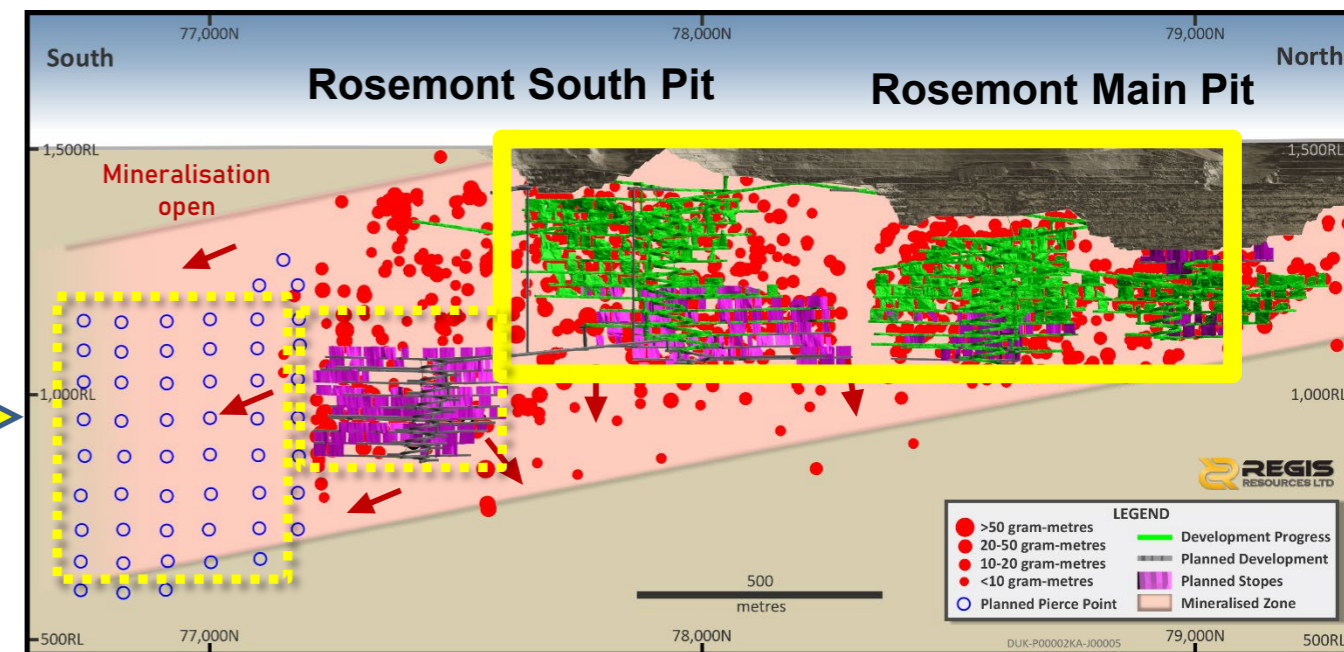 77,000N
78,000N
79,000N
South
North
Rosemont South Pit
Rosemont Main Pit
1,500RL
1,500RL
Mineralisation
open
1,000RL
1,000RL
REGIS
RESOURCES LTD
LEGEND
>50 gram-metres
20-50 gram-metres
10-20 gram-metres
<10 gram-metres
Planned Pierce Point
Development Progress
Planned Development
Planned Stopes
Mineralised Zone
500
metres
500RL
77,000N
78,000N
DUK-P00002KA-J00005
79,000N
500RL